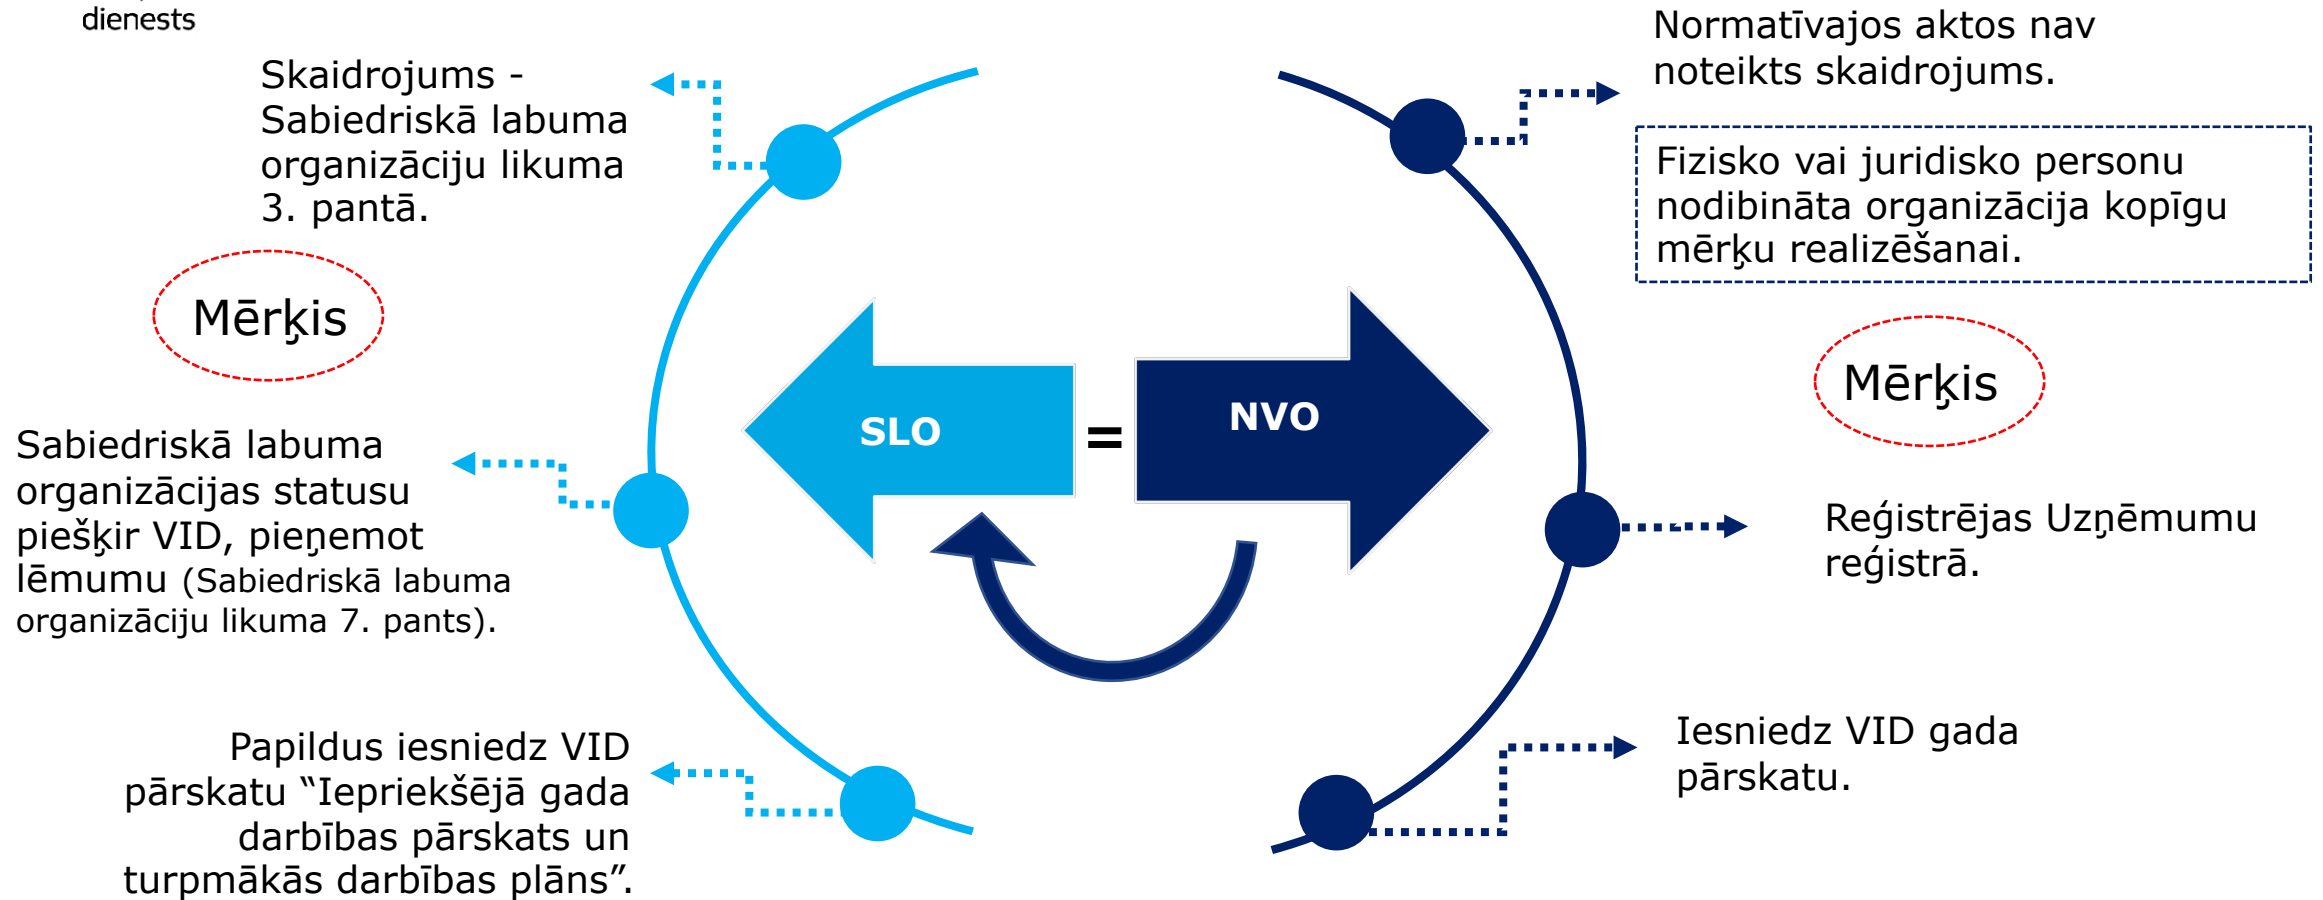 dienests
Skaidrojums -
Sabiedriskā labuma
organizāciju likuma
3. pantā.
Mērķis
Sabiedriskā labuma
organizācijas statusu
piešķir VID, pieņemot
lēmumu (Sabiedriskā labuma
organizāciju likuma 7. pants).
Papildus iesniedz VID
pārskatu “Iepriekšējā gada
darbības pārskats un
turpmākās darbības plāns”.
SLO
=
NVO
Normatīvajos aktos nav
noteikts skaidrojums.
Fizisko vai juridisko personu
nodibināta organizācija kopīgu
mērķu realizēšanai.
Mērķis
Reģistrējas Uzņēmumu
reģistrā.
Iesniedz VID gada
pārskatu.